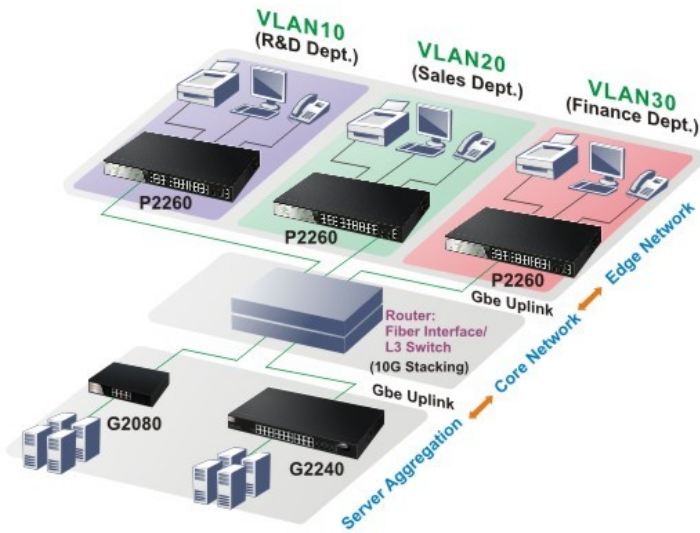 VLAN10
(R&D Dept.)
VLAN20
(Sales Dept.)
VLAN30
(Finance Dept.)
P2260
P2260
P2260
Gbe Uplink
Edge Network
Router:
Fiber Interface/
L3 Switch
(10G Stacking)
Core Network
Gbe Uplink
G2080
G2240
Server Aggregation